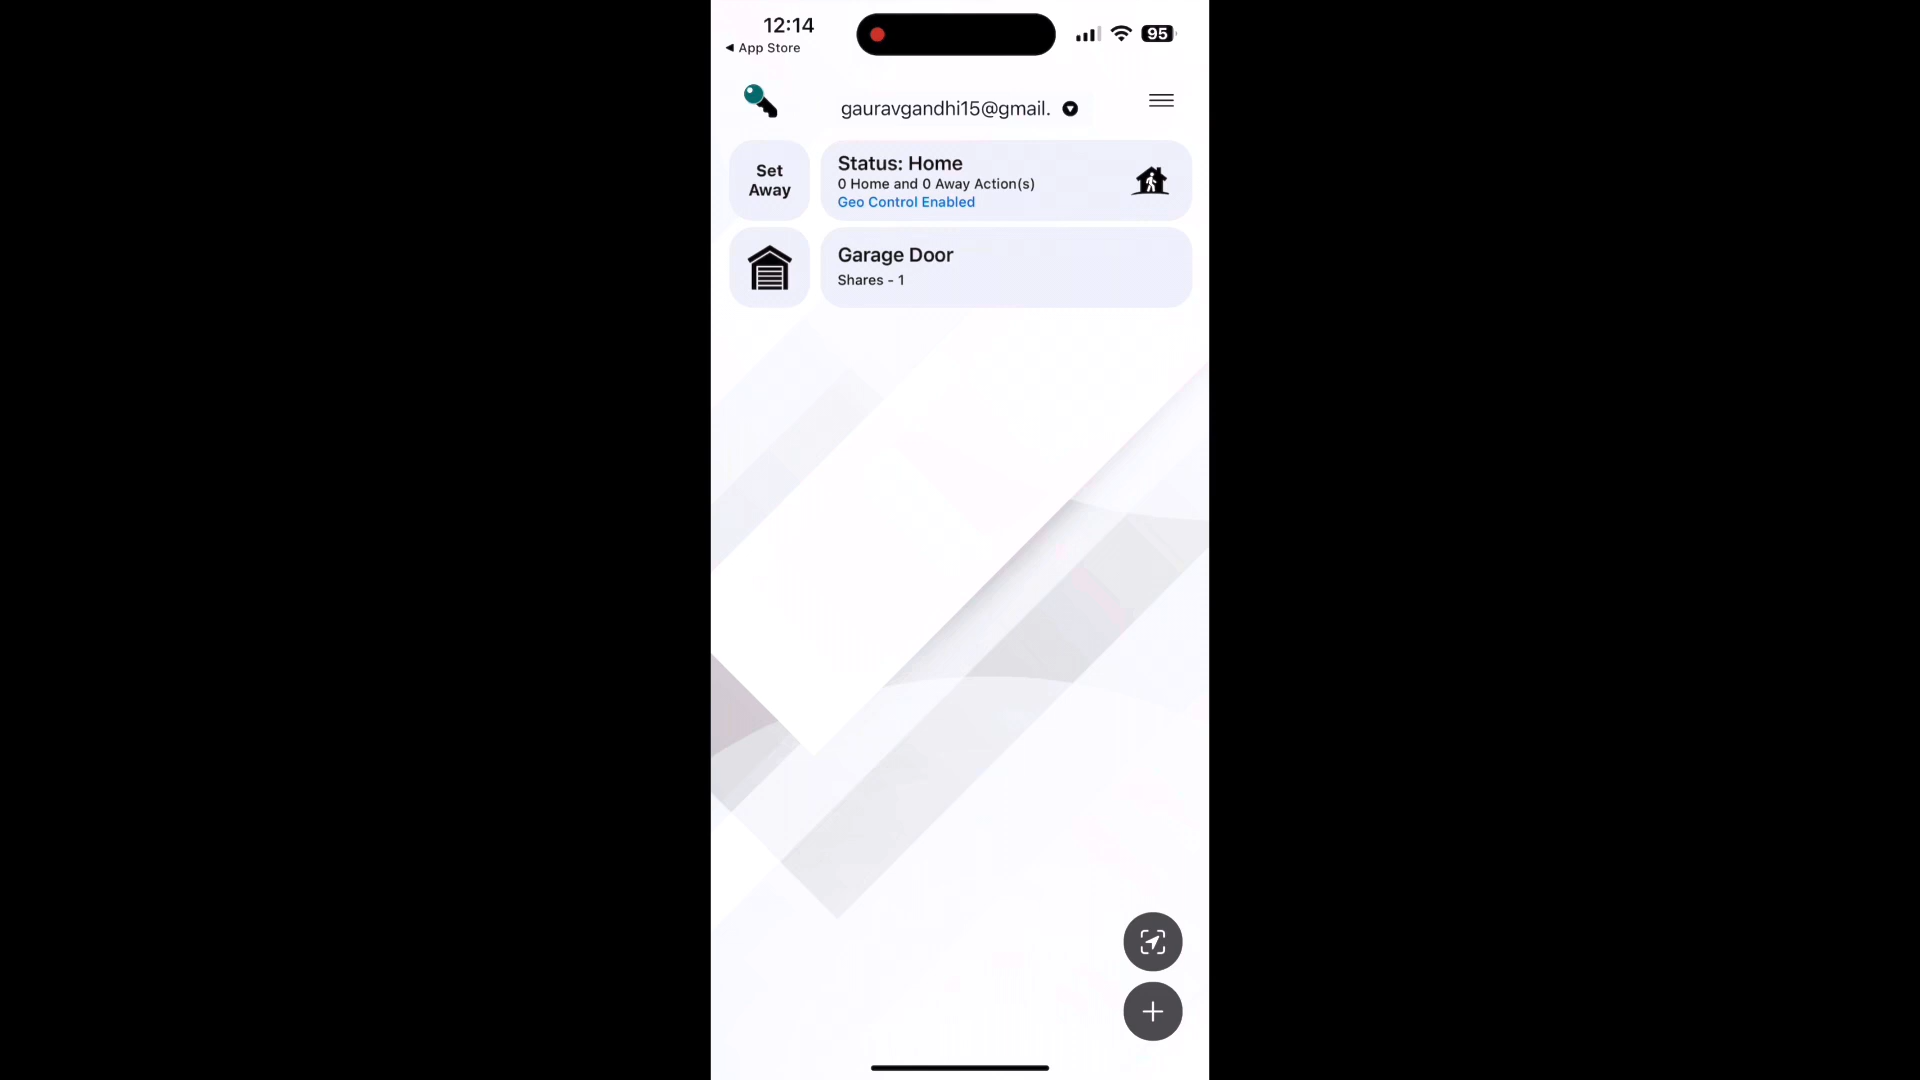 12:14
◀ App Store
95
gauravgandhi15@gmail.
Set
Away
Status: Home
0 Home and 0 Away Action(s)
Geo Control Enabled
Garage Door
Shares - 1